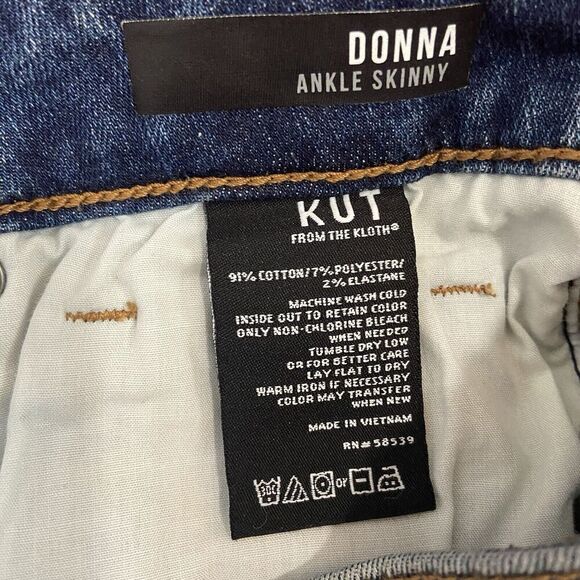 DONNA
ANKLE SKINNY
KUT
FROM THE KLOTH®
91% COTTON/7% POLYESTER/
2% ELASTANE
MACHINE WASH COLD
INSIDE OUT TO RETAIN COLOR
ONLY NON-CHLORINE BLEACH
WHEN NEEDED
TUMBLE DRY LOW
OR FOR BETTER CARE
LAY FLAT TO DRY
WARM IRON IF NECESSARY
COLOR MAY TRANSFER
WHEN NEW
MADE IN VIETNAM
RN# 58539
30C or